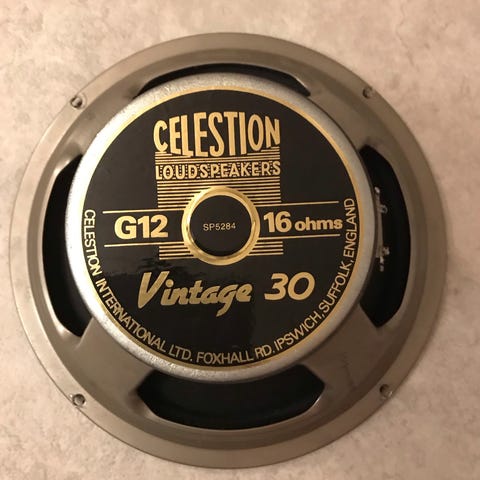 CELESTION
LOUDSPEAKERS
G12 SP5284 16 ohms
Vintage 30
CELESTION INTERNATIONAL LTD. FOXHALL RD. IPSWICH, SUFFOLK, ENGLAND